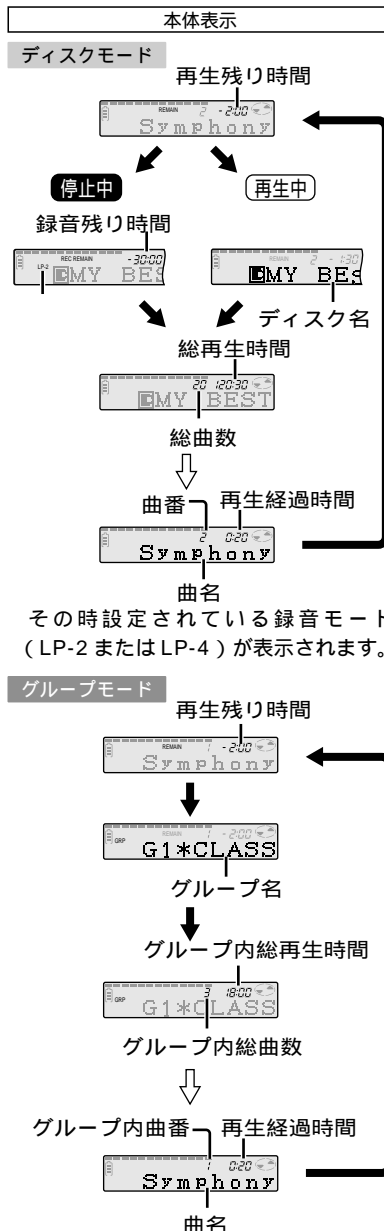 本体表示
ディスクモード
再生残り時間
REMAIN 2 - 2:00
Symphony
停止中
再生中
録音残り時間
LP-2 REC REMAIN - 30:00
MY BES
REMAIN 2 - 1:30
MY BES
ディスク名
総再生時間
20 120:30
MY BEST
総曲数
曲番 再生経過時間
2 0:20
Symphony
曲名
その時設定されている録音モード
(LP-2 または LP-4)が表示されます。
グループモード
再生残り時間
REMAIN 1 - 2:00
Symphony
REMAIN 1 - 2:00
GRP G1*CLASS
グループ名
グループ内総再生時間
GRP 3 18:00
G1*CLASS
グループ内総曲数
グループ内曲番 再生経過時間
1 0:20
Symphony
曲名